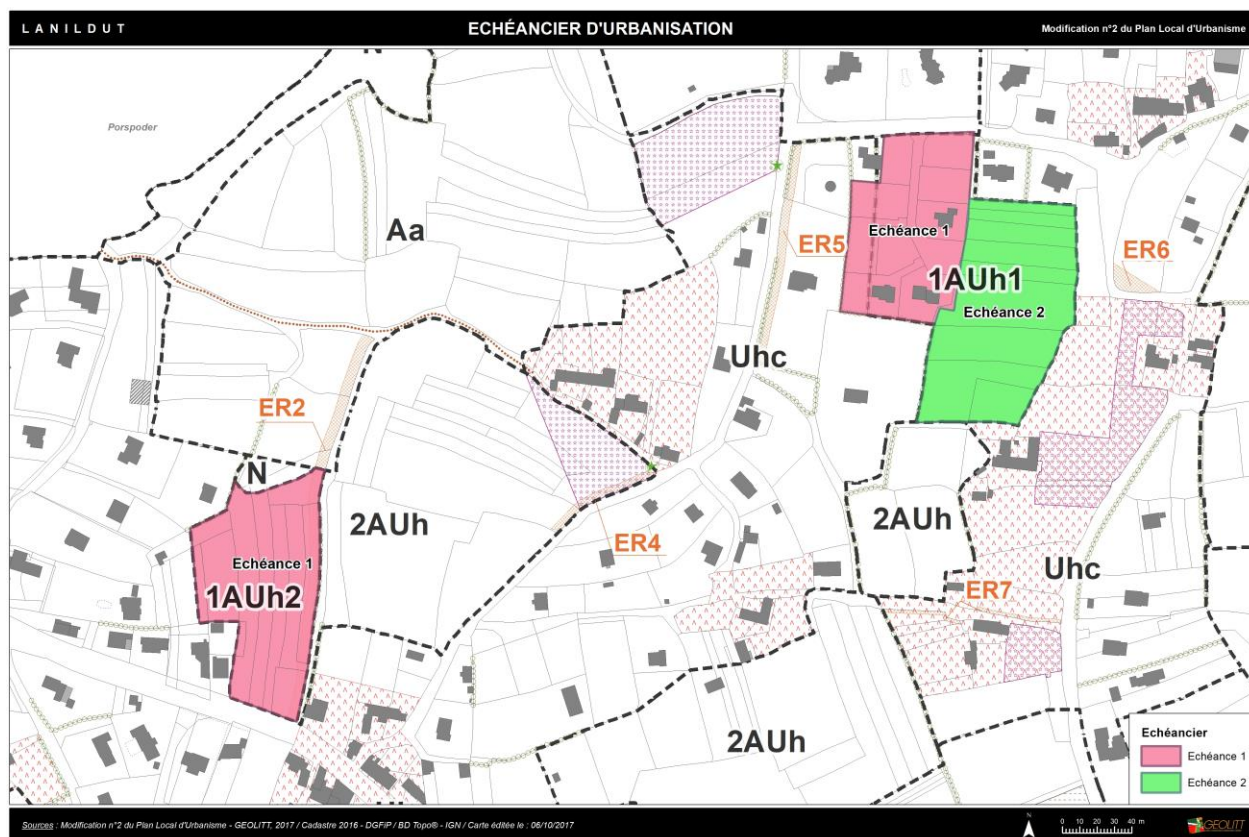 LANILDUT
ECHÉANCIER D'URBANISATION
Modification n°2 du Plan Local d'Urbanisme
Porspoder
Aa
Echéance 1
ER5
ER6
1AUh1
Echéance 2
Uhc
ER2
N
2AUh
2AUh
ER4
Echéance 1
1AUh2
Uhc
ER7
2AUh
Echéancier
Echéance 1
Echéance 2
Sources : Modification n°2 du Plan Local d'Urbanisme - GEOLITT, 2017 / Cadastre 2016 - DGFiP / BD Topo® - IGN / Carte éditée le : 06/10/2017
N
0 10 20 30 40 m
GEOLITT